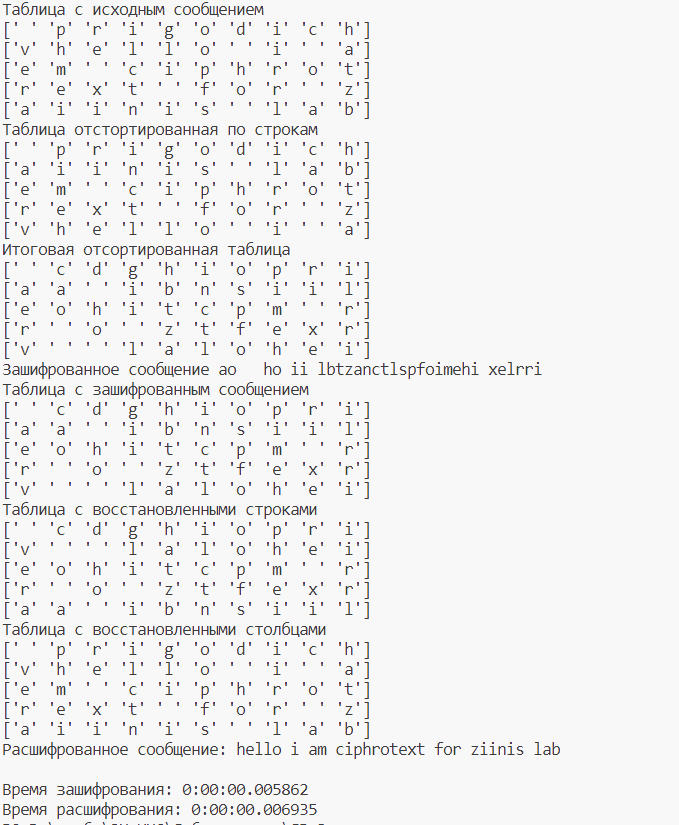 Таблица с исходным сообщением
[' ' 'p' 'r' 'i' 'g' 'o' 'd' 'i' 'c' 'h']
['v' 'h' 'e' 'l' 'l' 'o' ' ' 'i' ' ' 'a']
['e' 'm' ' ' 'c' 'i' 'p' 'h' 'r' 'o' 't']
['r' 'e' 'x' 't' ' ' 'f' 'o' 'r' ' ' 'z']
['a' 'i' 'i' 'n' 'i' 's' ' ' 'l' 'a' 'b']
Таблица отстортированная по строкам
[' ' 'p' 'r' 'i' 'g' 'o' 'd' 'i' 'c' 'h']
['a' 'i' 'i' 'n' 'i' 's' ' ' 'l' 'a' 'b']
['e' 'm' ' ' 'c' 'i' 'p' 'h' 'r' 'o' 't']
['r' 'e' 'x' 't' ' ' 'f' 'o' 'r' ' ' 'z']
['v' 'h' 'e' 'l' 'l' 'o' ' ' 'i' ' ' 'a']
Итоговая отсортированная таблица
[' ' 'c' 'd' 'g' 'h' 'i' 'o' 'p' 'r' 'i']
['a' 'a' ' ' 'i' 'b' 'n' 's' 'i' 'i' 'l']
['e' 'o' 'h' 'i' 't' 'c' 'p' 'm' ' ' 'r']
['r' ' ' 'o' ' ' 'z' 't' 'f' 'e' 'x' 'r']
['v' ' ' ' ' 'l' 'a' 'l' 'o' 'h' 'e' 'i']
Зашифрованное сообщение ao   ho ii lbtzanctlspfoimehi xelrri
Таблица с зашифрованным сообщением
[' ' 'c' 'd' 'g' 'h' 'i' 'o' 'p' 'r' 'i']
['a' 'a' ' ' 'i' 'b' 'n' 's' 'i' 'i' 'l']
['e' 'o' 'h' 'i' 't' 'c' 'p' 'm' ' ' 'r']
['r' ' ' 'o' ' ' 'z' 't' 'f' 'e' 'x' 'r']
['v' ' ' ' ' 'l' 'a' 'l' 'o' 'h' 'e' 'i']
Таблица с восстановленными строками
[' ' 'c' 'd' 'g' 'h' 'i' 'o' 'p' 'r' 'i']
['v' ' ' ' ' 'l' 'a' 'l' 'o' 'h' 'e' 'i']
['e' 'o' 'h' 'i' 't' 'c' 'p' 'm' ' ' 'r']
['r' ' ' 'o' ' ' 'z' 't' 'f' 'e' 'x' 'r']
['a' 'a' ' ' 'i' 'b' 'n' 's' 'i' 'i' 'l']
Таблица с восстановленными столбцами
[' ' 'p' 'r' 'i' 'g' 'o' 'd' 'i' 'c' 'h']
['v' 'h' 'e' 'l' 'l' 'o' ' ' 'i' ' ' 'a']
['e' 'm' ' ' 'c' 'i' 'p' 'h' 'r' 'o' 't']
['r' 'e' 'x' 't' ' ' 'f' 'o' 'r' ' ' 'z']
['a' 'i' 'i' 'n' 'i' 's' ' ' 'l' 'a' 'b']
Расшифрованное сообщение: hello i am ciphrotext for ziinis lab
Время зашифрования: 0:00:00.005862
Время расшифрования: 0:00:00.006935